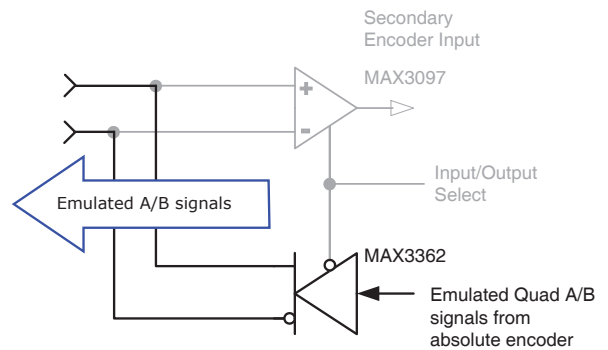 Secondary
Encoder Input
MAX3097
+
-
Input/Output
Select
Emulated A/B signals
MAX3362
Emulated Quad A/B
signals from
absolute encoder